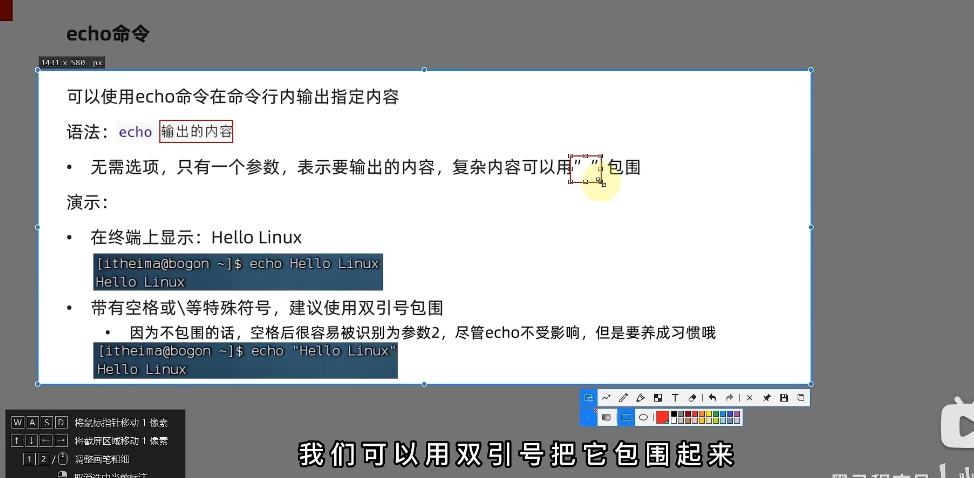 echo命令
1431 x 580 px
可以使用echo命令在命令行内输出指定内容
语法：echo 输出的内容
• 无需选项，只有一个参数，表示要输出的内容，复杂内容可以用” ”包围
演示：
• 在终端上显示：Hello Linux
[itheima@bogon ~]$ echo Hello Linux
Hello Linux
• 带有空格或\等特殊符号，建议使用双引号包围
• 因为不包围的话，空格后很容易被识别为参数2，尽管echo不受影响，但是要养成习惯哦
[itheima@bogon ~]$ echo "Hello Linux"
Hello Linux
W A S D 将鼠标指针移动 1 像素
↑ ↓ ← → 将截屏区域移动 1 像素
1 2 / 调整画笔粗细
我们可以用双引号把它包围起来